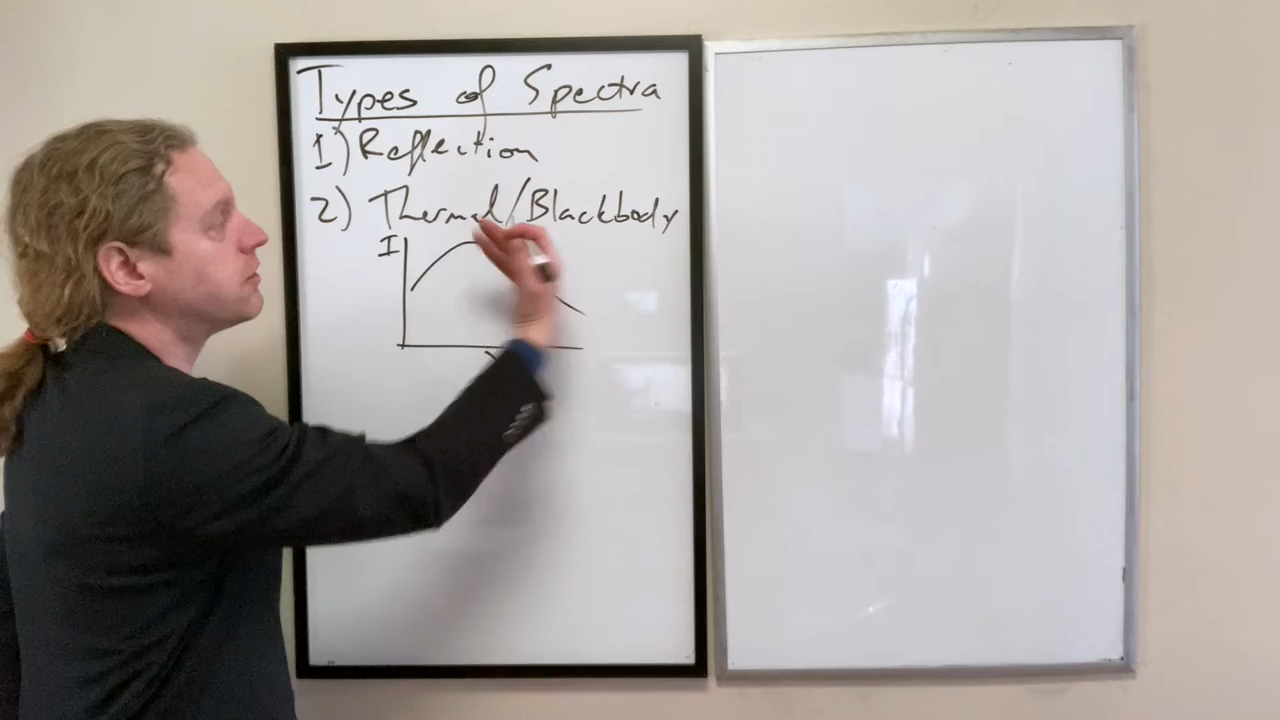 Types of Spectra
1) Reflection
2) Thermal/Blackbody
I